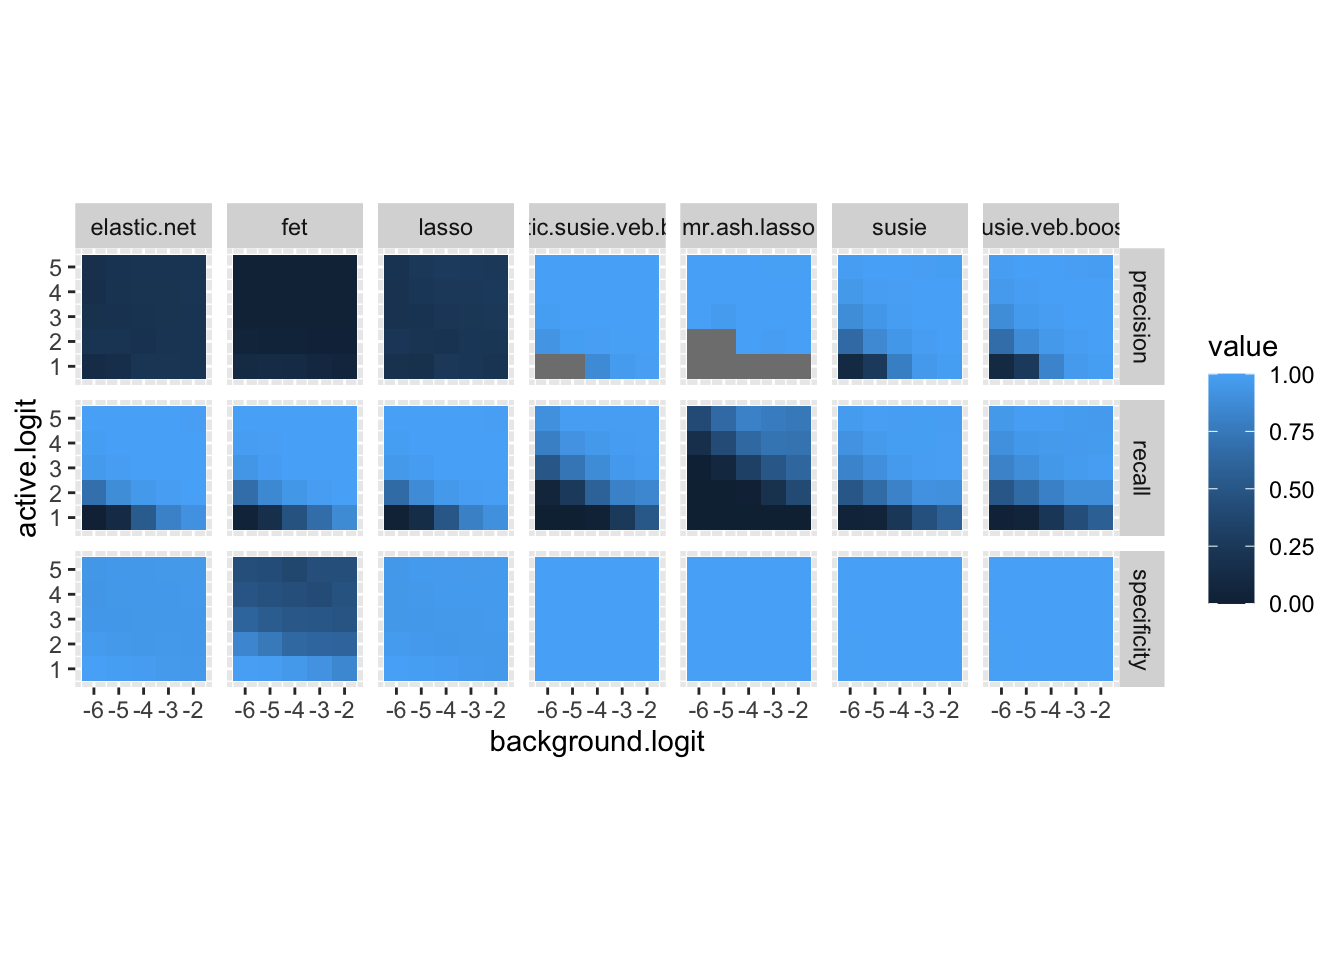 elastic.net fet lasso tic.susie.veb.b mr.ash.lasso susie usie.veb.boos
5 4 3 2 1 precision
5 4 3 2 1 recall
5 4 3 2 1 specificity
active.logit
-6 -5 -4 -3 -2 -6 -5 -4 -3 -2 -6 -5 -4 -3 -2 -6 -5 -4 -3 -2 -6 -5 -4 -3 -2 -6 -5 -4 -3 -2 -6 -5 -4 -3 -2
background.logit
value
1.00
0.75
0.50
0.25
0.00